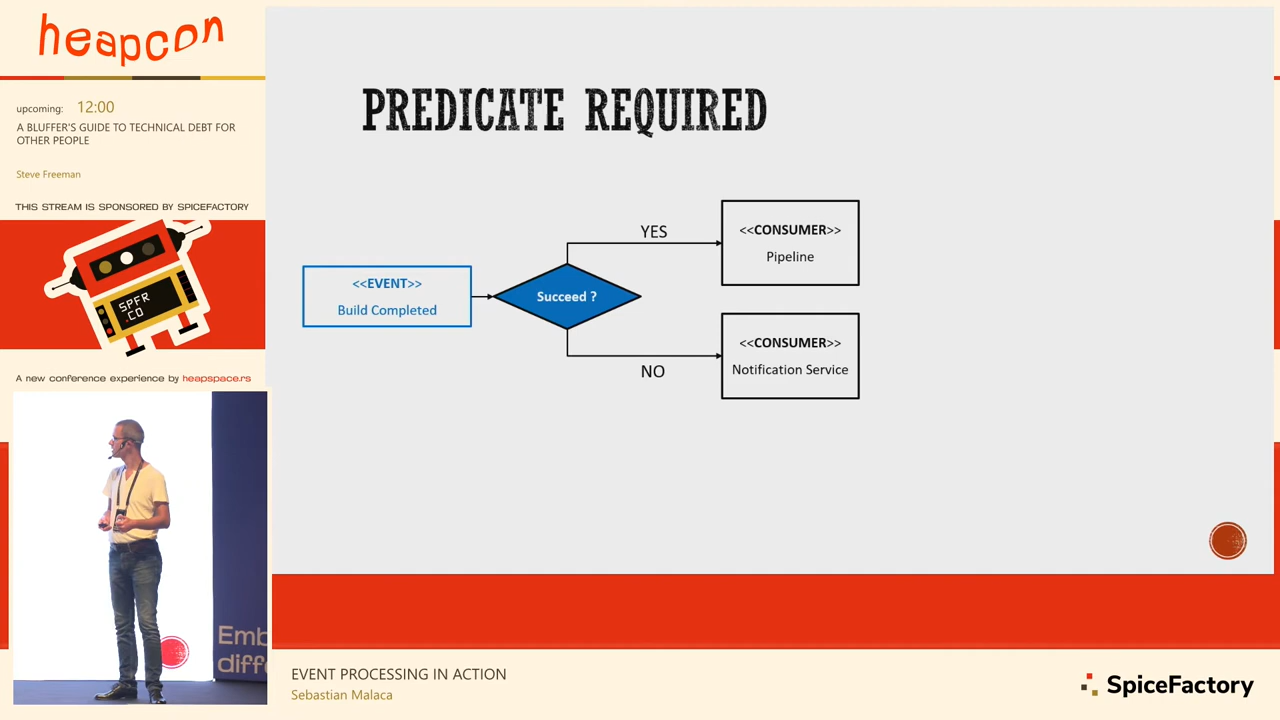 heapcon
upcoming: 12:00
A BLUFFER'S GUIDE TO TECHNICAL DEBT FOR
OTHER PEOPLE
Steve Freeman
THIS STREAM IS SPONSORED BY SPICEFACTORY
SPFR
.CO
A new conference experience by heapspace.rs
PREDICATE REQUIRED
<<EVENT>>
Build Completed
Succeed ?
YES
NO
<<CONSUMER>>
Pipeline
<<CONSUMER>>
Notification Service
Emb
diffe
EVENT PROCESSING IN ACTION
Sebastian Malaca
SpiceFactory